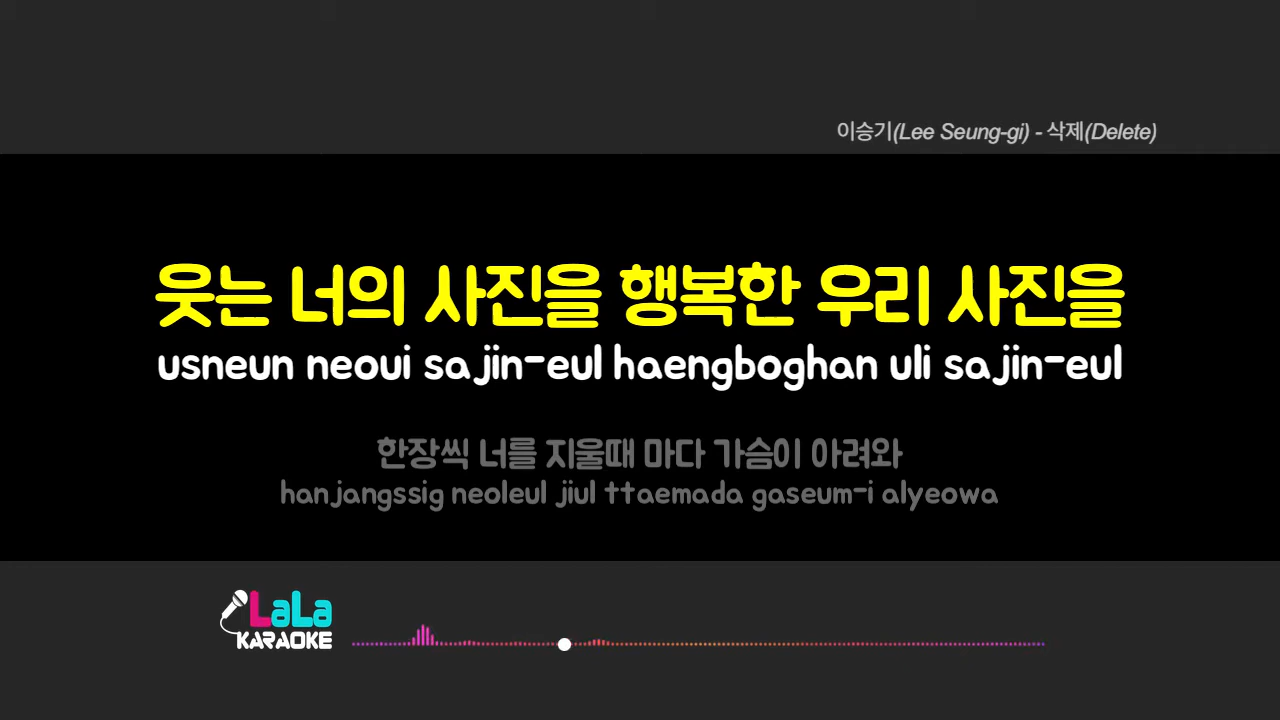 이승기(Lee Seung-gi) - 삭제(Delete)
웃는 너의 사진을 행복한 우리 사진을
usneun neoui sajin-eul haengboghan uli sajin-eul
한장씩 너를 지울때 마다 가슴이 아려와
hanjangssig neoleul jiul ttaemada gaseum-i alyeowa
LaLa
KARAOKE